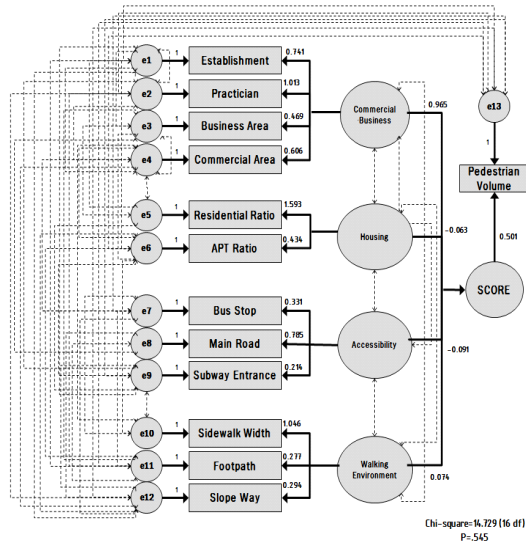 e1
1
Establishment
0.741
e2
1
Practician
1.013
e3
1
Business Area
0.469
e4
1
Commercial Area
0.606
Commercial
Business
0.965
e13
1
Pedestrian
Volume
e5
1
Residential Ratio
1.593
e6
1
APT Ratio
0.434
Housing
-0.063
0.501
SCORE
e7
1
Bus Stop
0.331
e8
1
Main Road
0.785
e9
1
Subway Entrance
0.214
Accessibility
-0.091
e10
1
Sidewalk Width
1.046
e11
1
Footpath
0.277
e12
1
Slope Way
0.294
Walking
Environment
0.074
Chi-square=14.729 (16 df)
P=.545